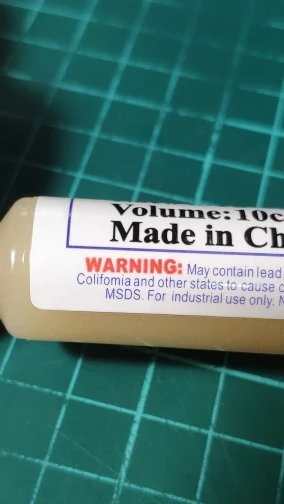 Volume: 10c
Made in Ch
WARNING: May contain lead.
Califomia and other states to cause c
MSDS. For industrial use only. N